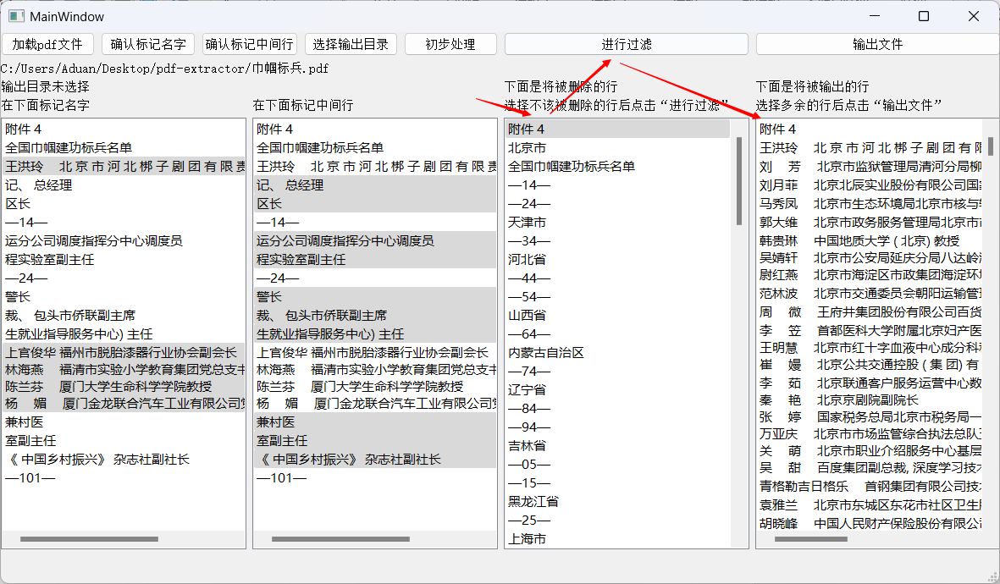 MainWindow
加载pdf文件 确认标记名字 确认标记中间行 选择输出目录 初步处理 进行过滤 输出文件
C:/Users/Aduan/Desktop/pdf-extractor/巾帼标兵.pdf
输出目录未选择
在下面标记名字
附件 4
全国巾帼建功标兵名单
王洪玲 北 京 市 河 北 梆 子 剧 团 有 限 责
记、 总经理
区长
—14—
运分公司调度指挥分中心调度员
程实验室副主任
—24—
警长
裁、 包头市侨联副主席
生就业指导服务中心) 主任
上官俊华 福州市脱胎漆器行业协会副会长
林海燕 福清市实验小学教育集团党总支书
陈兰芬 厦门大学生命科学学院教授
杨 媚 厦门金龙联合汽车工业有限公司党
兼村医
室副主任
《 中国乡村振兴》 杂志社副社长
—101—
在下面标记中间行
附件 4
全国巾帼建功标兵名单
王洪玲 北 京 市 河 北 梆 子 剧 团 有 限 责
记、 总经理
区长
—14—
运分公司调度指挥分中心调度员
程实验室副主任
—24—
警长
裁、 包头市侨联副主席
生就业指导服务中心) 主任
上官俊华 福州市脱胎漆器行业协会副会长
林海燕 福清市实验小学教育集团党总支书
陈兰芬 厦门大学生命科学学院教授
杨 媚 厦门金龙联合汽车工业有限公司党
兼村医
室副主任
《 中国乡村振兴》 杂志社副社长
—101—
下面是将被删除的行
选择不该被删除的行后点击“进行过滤”
附件 4
北京市
全国巾帼建功标兵名单
—14—
—24—
天津市
—34—
河北省
—44—
—54—
山西省
—64—
内蒙古自治区
—74—
辽宁省
—84—
—94—
吉林省
—05—
—15—
黑龙江省
—25—
上海市
下面是将被输出的行
选择多余的行后点击“输出文件”
附件 4
王洪玲 北 京 市 河 北 梆 子 剧 团 有 限
刘 芳 北京市监狱管理局清河分局柳
刘月菲 北京北辰实业股份有限公司国家
马秀凤 北京市生态环境局北京市核与辐
郭大维 北京市政务服务管理局北京市政
韩贵琳 中国地质大学 ( 北京) 教授
吴婧轩 北京市公安局延庆分局八达岭派
尉红燕 北京市海淀区市政集团海淀环境
范林波 北京市交通委员会朝阳运输管理
周 微 王府井集团股份有限公司百货
李 笠 首都医科大学附属北京妇产医
王明慧 北京市红十字血液中心成分科科
崔 嫚 北京公共交通控股 ( 集 团) 有
李 茹 北京联通客户服务运营中心数
秦 艳 北京京剧院副院长
张 婷 国家税务总局北京市税务局一
万亚庆 北京市市场监管综合执法总队五
关 萌 北京市职业介绍服务中心基层
吴 甜 百度集团副总裁, 深度学习技术
青格勒吉日格乐 首钢集团有限公司技术
袁雅兰 北京市东城区东花市社区卫生服
胡晓峰 中国人民财产保险股份有限公